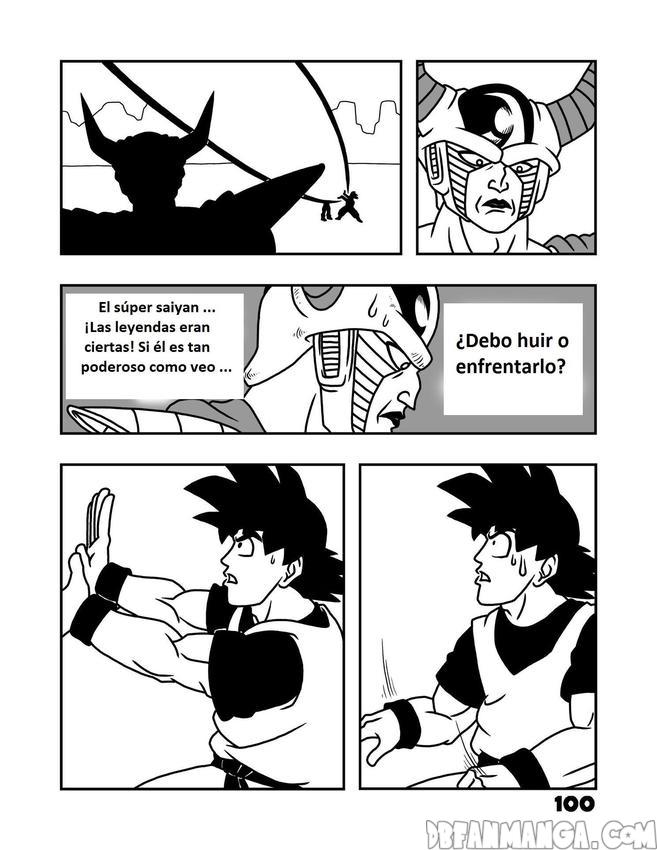 El súper saiyan ...
¡Las leyendas eran
ciertas! Si él es tan
poderoso como veo ...
¿Debo huir o
enfrentarlo?
100
DBFANMANGA.COM